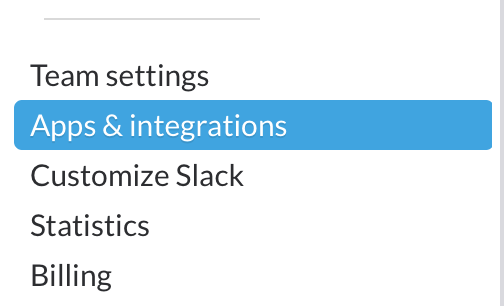 Team settings
Apps & integrations
Customize Slack
Statistics
Billing